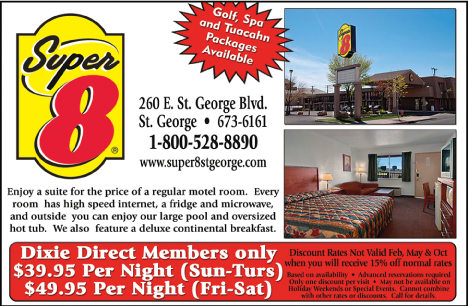 Golf, Spa
and Tuacahn
Packages
Available
Super
8
®
260 E. St. George Blvd.
St. George • 673-6161
1-800-528-8890
www.super8stgeorge.com
Enjoy a suite for the price of a regular motel room. Every
room has high speed internet, a fridge and microwave,
and outside you can enjoy our large pool and oversized
hot tub. We also feature a deluxe continental breakfast.
Dixie Direct Members only
$39.95 Per Night (Sun-Turs)
$49.95 Per Night (Fri-Sat)
Discount Rates Not Valid Feb, May & Oct
when you will receive 15% off normal rates
Based on availability • Advanced reservations required
Only one discount per visit • May not be available on
Holiday Weekends or Special Events. Cannot combine
with other rates or discounts. Call for details.